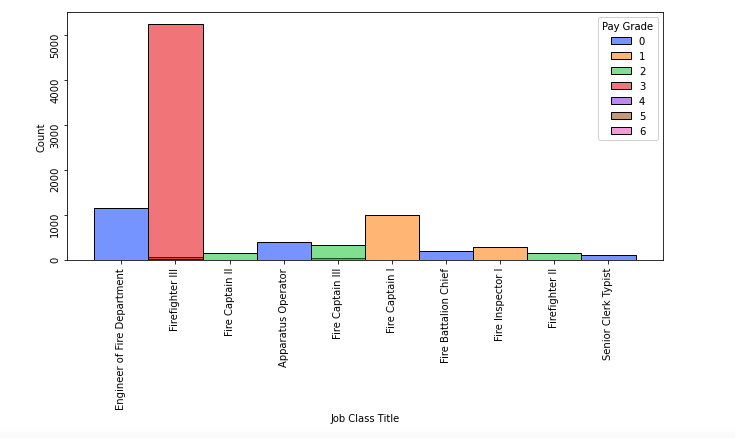 Pay Grade
0
1
2
3
4
5
6
Count
5000
4000
3000
2000
1000
0
Engineer of Fire Department
Firefighter III
Fire Captain II
Apparatus Operator
Fire Captain III
Fire Captain I
Fire Battalion Chief
Fire Inspector I
Firefighter II
Senior Clerk Typist
Job Class Title